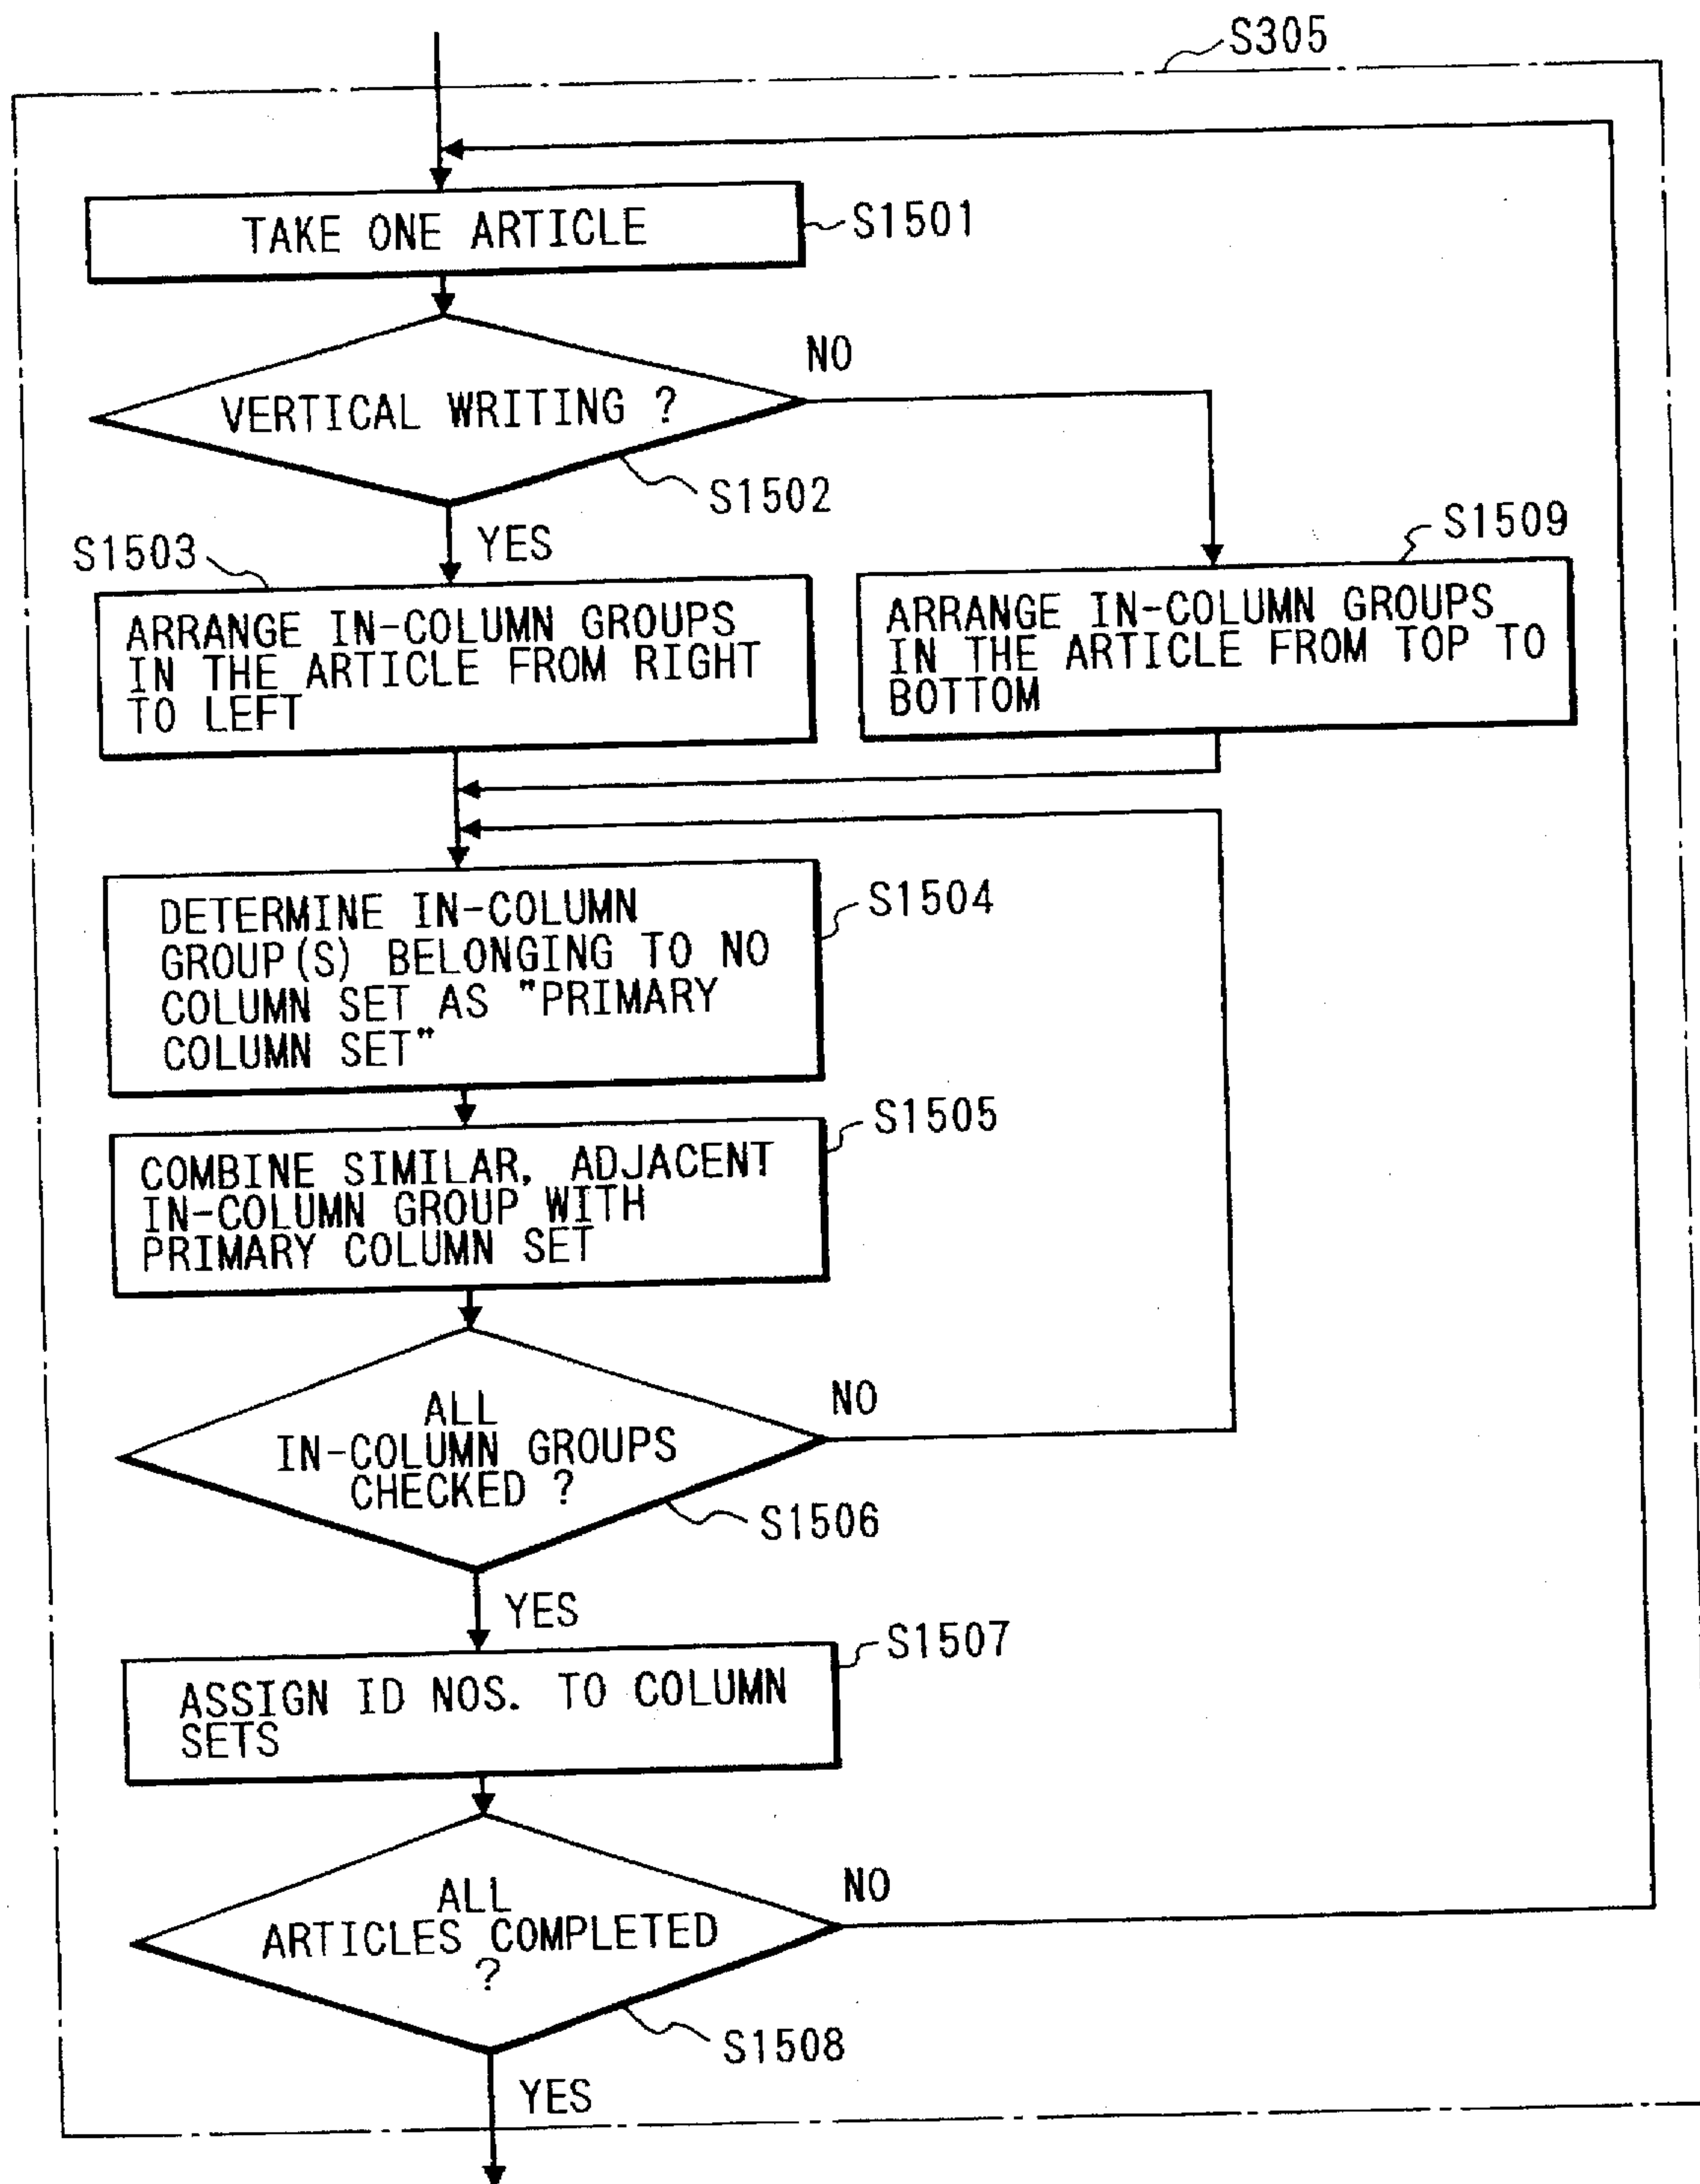 S305
TAKE ONE ARTICLE
S1501
VERTICAL WRITING ?
NO
S1502
YES
S1503
ARRANGE IN-COLUMN GROUPS
IN THE ARTICLE FROM RIGHT
TO LEFT
S1509
ARRANGE IN-COLUMN GROUPS
IN THE ARTICLE FROM TOP TO
BOTTOM
DETERMINE IN-COLUMN
GROUP(S) BELONGING TO NO
COLUMN SET AS "PRIMARY
COLUMN SET"
S1504
COMBINE SIMILAR, ADJACENT
IN-COLUMN GROUP WITH
PRIMARY COLUMN SET
S1505
ALL
IN-COLUMN GROUPS
CHECKED ?
NO
S1506
YES
ASSIGN ID NOS. TO COLUMN
SETS
S1507
ALL
ARTICLES COMPLETED
?
NO
S1508
YES